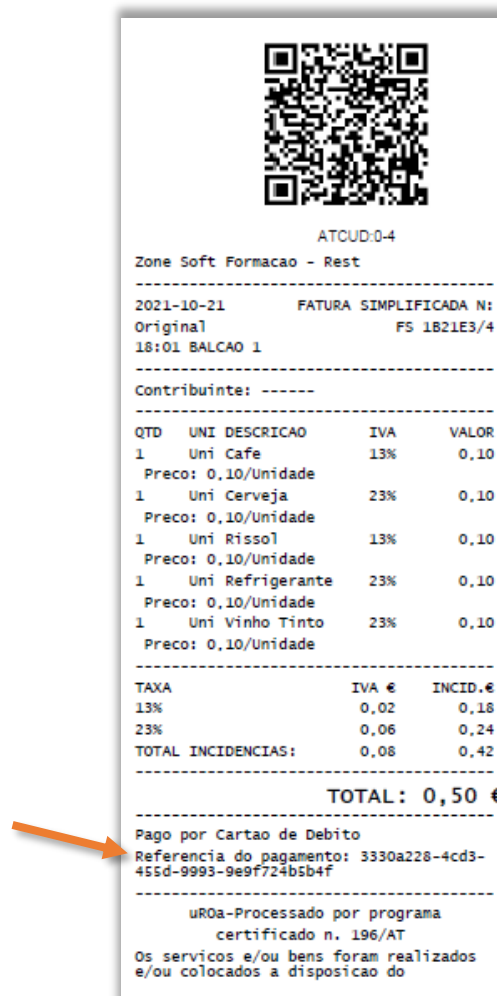 ATCUD:0-4
Zone Soft Formacao - Rest
2021-10-21 FATURA SIMPLIFICADA N:
Original FS 1B21E3/4
18:01 BALCAO 1
Contribuinte: ------
QTD UNI DESCRICAO IVA VALOR
1 Uni Cafe 13% 0,10
Preco: 0,10/Unidade
1 Uni Cerveja 23% 0,10
Preco: 0,10/Unidade
1 Uni Rissol 13% 0,10
Preco: 0,10/Unidade
1 Uni Refrigerante 23% 0,10
Preco: 0,10/Unidade
1 Uni Vinho Tinto 23% 0,10
Preco: 0,10/Unidade
TAXA IVA € INCID.€
13% 0,02 0,18
23% 0,06 0,24
TOTAL INCIDENCIAS: 0,08 0,42
TOTAL: 0,50 €
Pago por Cartao de Debito
Referencia do pagamento: 3330a228-4cd3-
455d-9993-9e9f724b5b4f
uROa-Processado por programa
certificado n. 196/AT
Os servicos e/ou bens foram realizados
e/ou colocados a disposicao do